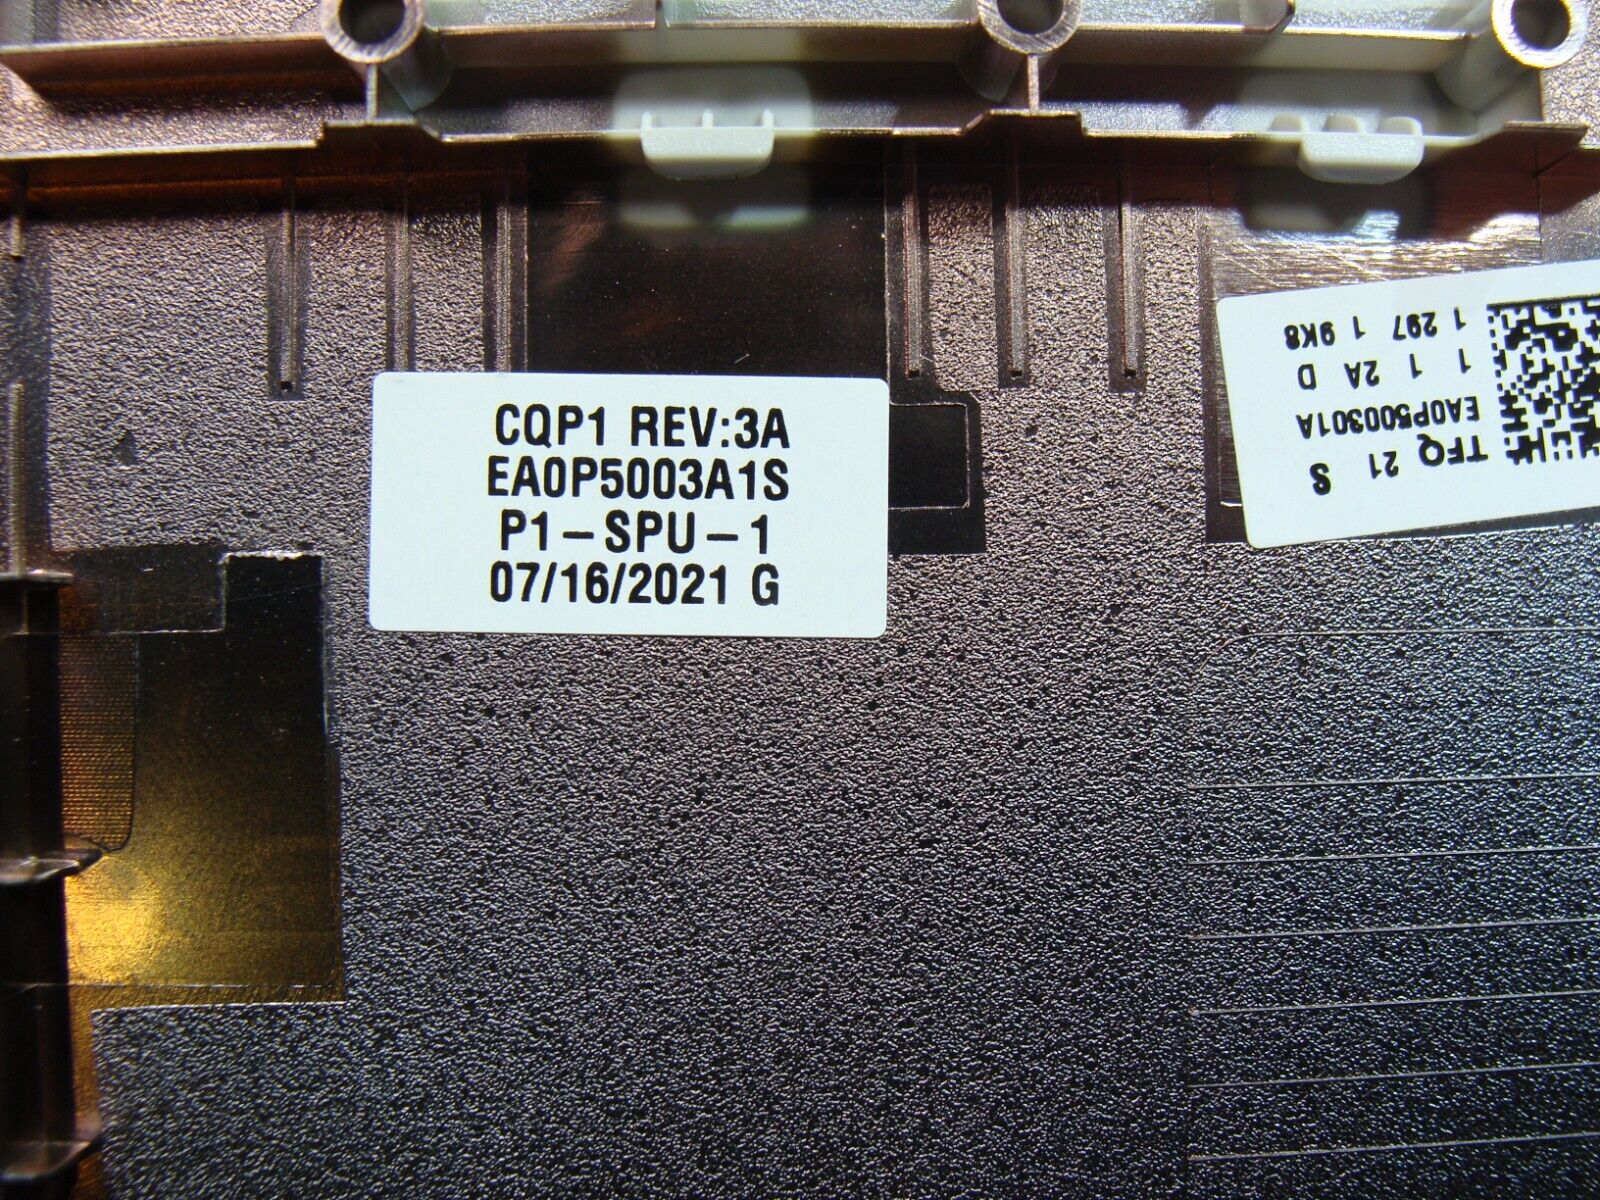 CQP1 REV:3A
EA0P5003A1S
P1-SPU-1
07/16/2021 G
TFQ 21 S
EA0P500301A
1 1 2A D
1 297 1 9K8